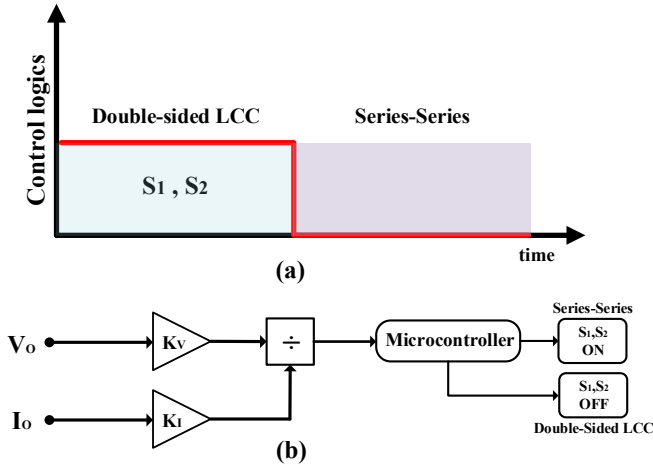 Control logics
Double-sided LCC
Series-Series
S1 , S2
time
(a)
Series-Series
VO
KV
÷
Microcontroller
S1,S2
ON
S1,S2
OFF
IO
KI
(b)
Double-Sided LCC